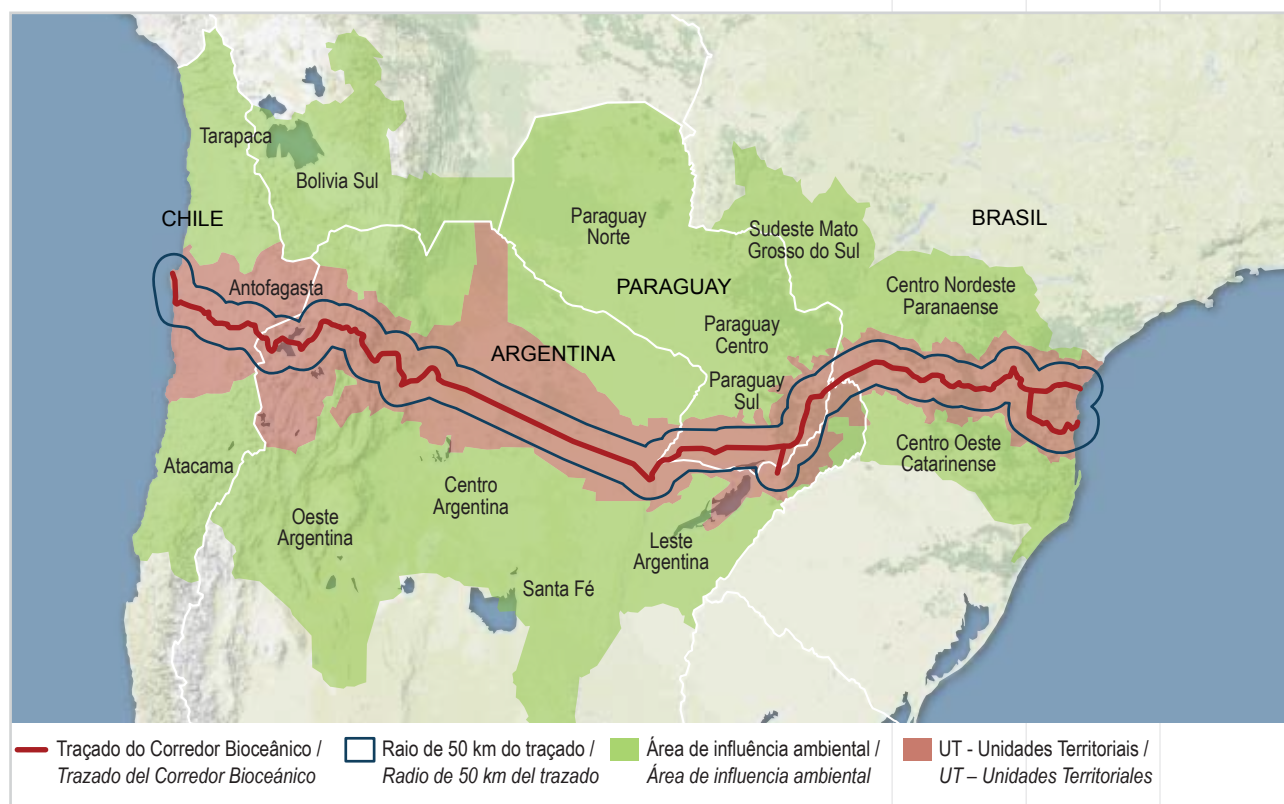 Tarapaca
Bolivia Sul
CHILE
Paraguay
Norte
Sudeste Mato
Grosso do Sul
BRASIL
Antofagasta
PARAGUAY
Centro Nordeste
Paranaense
Paraguay
Centro
ARGENTINA
Paraguay
Sul
Atacama
Centro Oeste
Catarinense
Centro
Argentina
Oeste
Argentina
Leste
Argentina
Santa Fé
Traçado do Corredor Bioceânico /
Trazado del Corredor Bioceánico
Raio de 50 km do traçado /
Radio de 50 km del trazado
Área de influência ambiental /
Área de influencia ambiental
UT - Unidades Territoriais /
UT – Unidades Territoriales